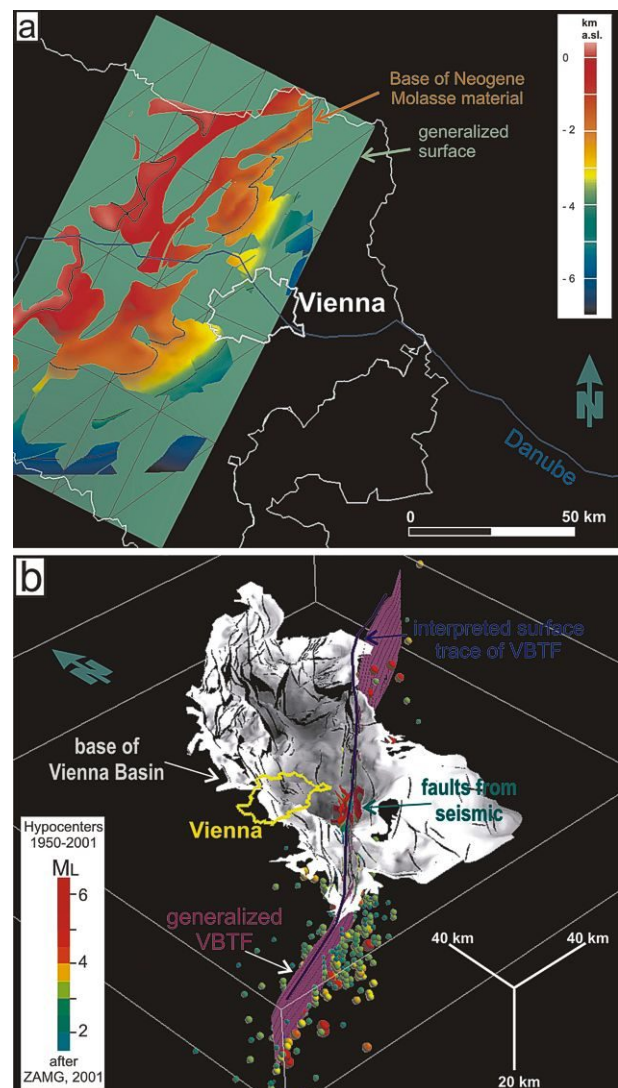 a
km
a.sl.
0
- 2
- 4
- 6
Base of Neogene
Molasse material
generalized
surface
Vienna
N
Danube
0
50 km
b
N
interpreted surface
trace of VBTF
base of
Vienna Basin
Vienna
faults from
seismic
generalized
VBTF
Hypocenters
1950-2001
ML
6
4
2
after
ZAMG, 2001
40 km
40 km
20 km